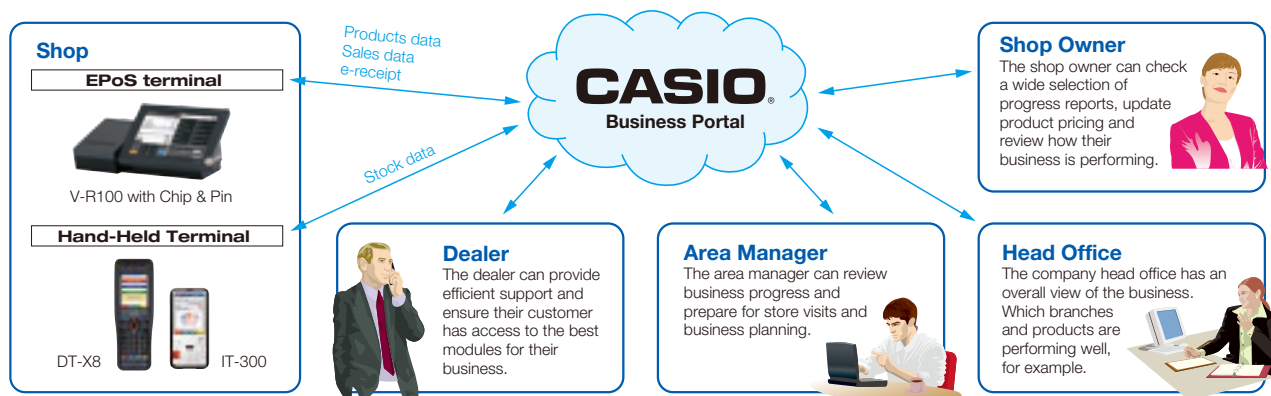 Shop
EPoS terminal
V-R100 with Chip & Pin
Hand-Held Terminal
DT-X8
IT-300
Products data
Sales data
e-receipt
Stock data
CASIO®
Business Portal
Shop Owner
The shop owner can check
a wide selection of
progress reports, update
product pricing and
review how their
business is performing.
Dealer
The dealer can provide
efficient support and
ensure their customer
has access to the best
modules for their
business.
Area Manager
The area manager can review
business progress and
prepare for store visits and
business planning.
Head Office
The company head office has an
overall view of the business.
Which branches
and products are
performing well,
for example.